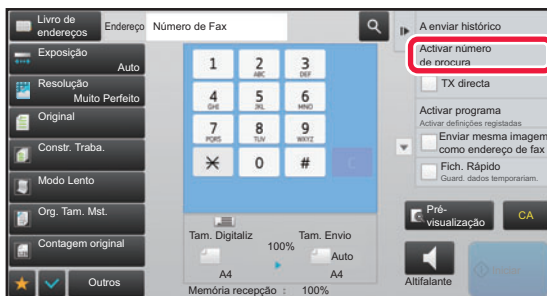 Livro de
endereços
Endereço
Número de Fax
A enviar histórico
Exposição
Auto
Resolução
Muito Perfeito
Original
Constr. Traba.
Modo Lento
Org. Tam. Mst.
Contagem original
Outros
1
2
ABC
3
DEF
4
GHI
5
JKL
6
MNO
7
PQRS
8
TUV
9
WXYZ
0
#
C
Tam. Digitaliz
100%
Tam. Envio
Auto
A4
A4
Memória recepção : 100%
Activar número
de procura
TX directa
Activar programa
Activar definições registadas
Enviar mesma imagem
como endereço de fax
Fich. Rápido
Guard. dados temporariam.
Pré-
visualização
CA
Altifalante